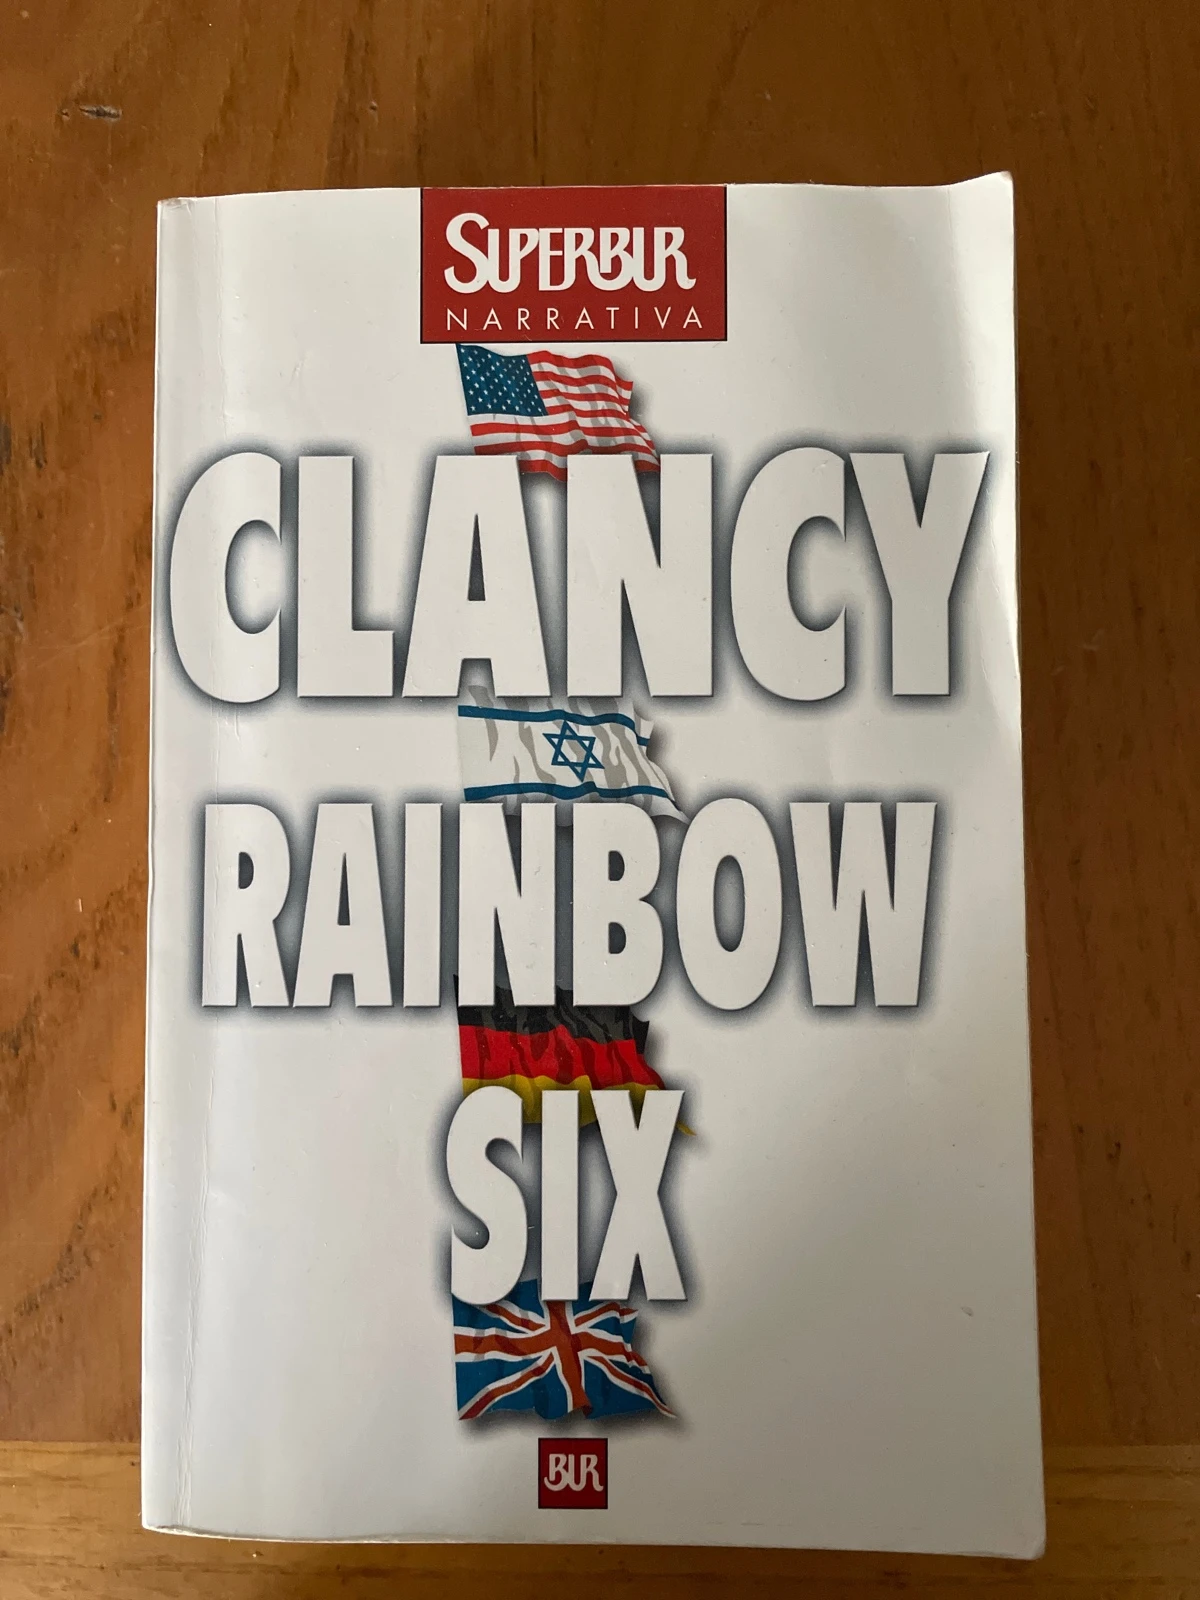 SUPERBUR
NARRATIVA
CLANCY
RAINBOW
SIX
BUR